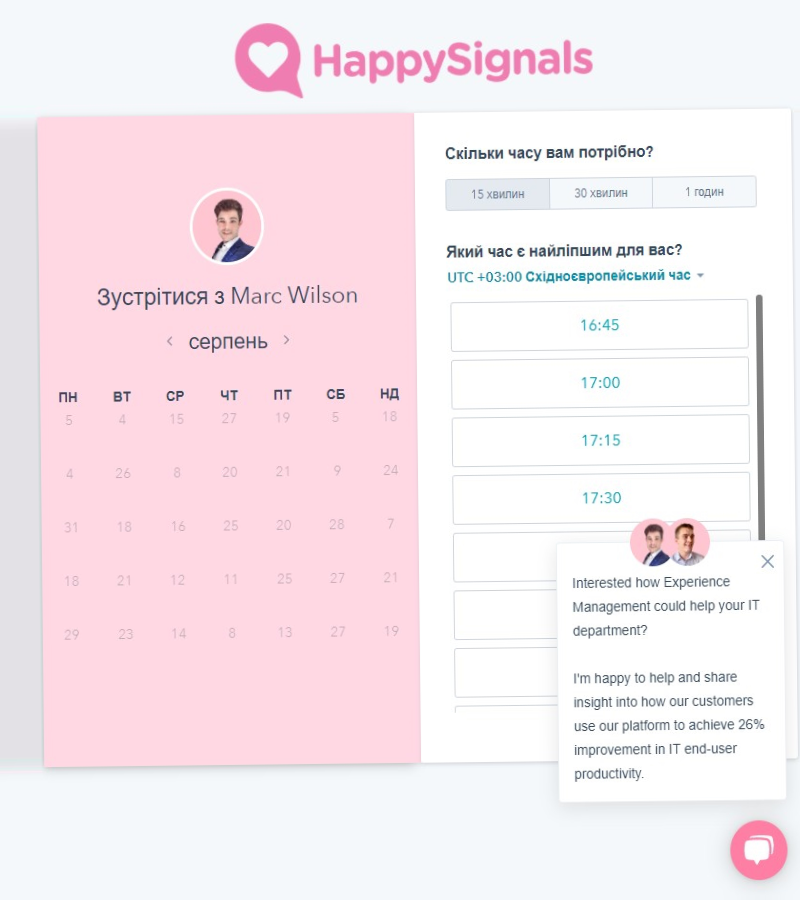 HappySignals
Зустрітися з Marc Wilson
серпень
ПН ВТ СР ЧТ ПТ СБ НД
5 4 15 27 19 5 18
4 26 8 20 21 9 24
31 18 16 25 20 28 7
18 21 12 11 25 27 21
29 23 14 8 13 27 19
Скільки часу вам потрібно?
15 хвилин 30 хвилин 1 годин
Який час є найліпшим для вас?
UTC +03:00 Східноєвропейський час
16:45
17:00
17:15
17:30
Interested how Experience
Management could help your IT
department?
I'm happy to help and share
insight into how our customers
use our platform to achieve 26%
improvement in IT end-user
productivity.